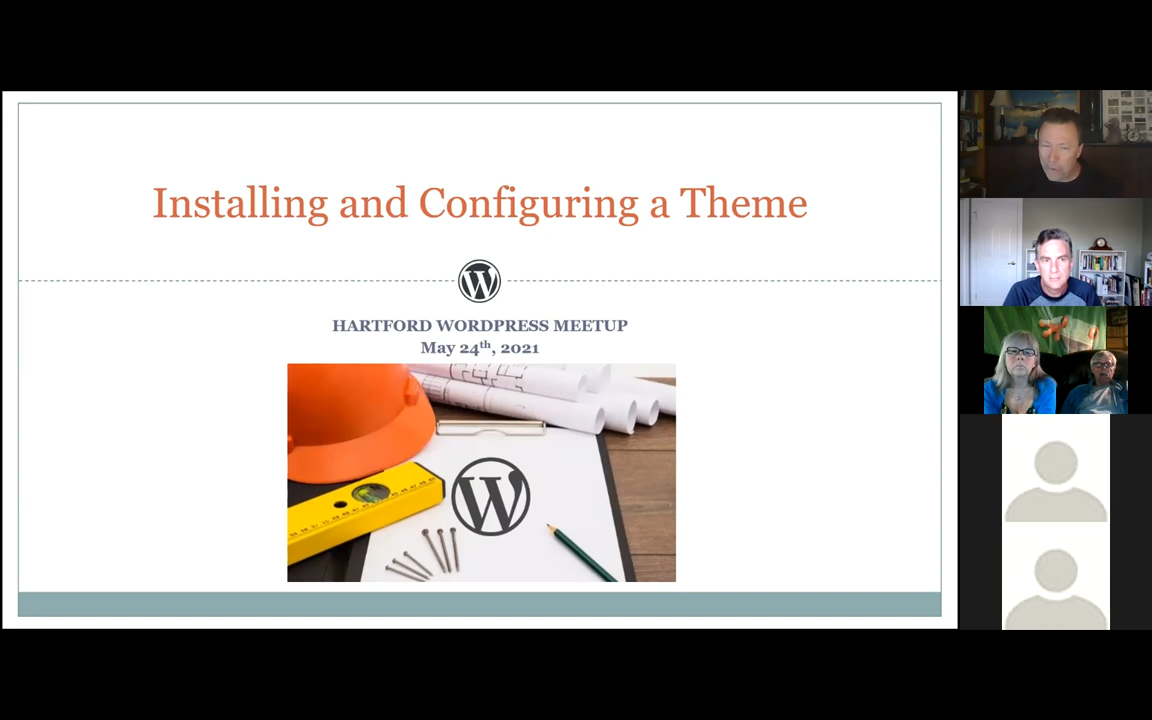 Installing and Configuring a Theme
HARTFORD WORDPRESS MEETUP
May 24th, 2021